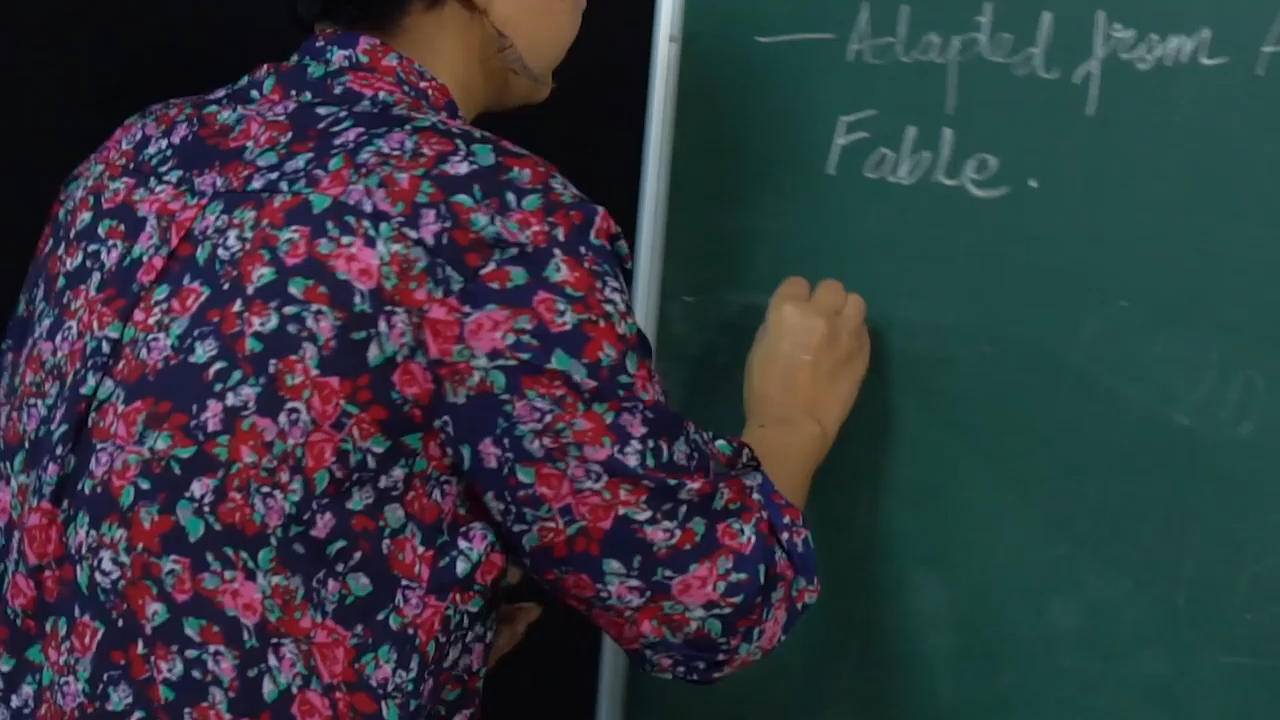 — Adapted from
Fable.